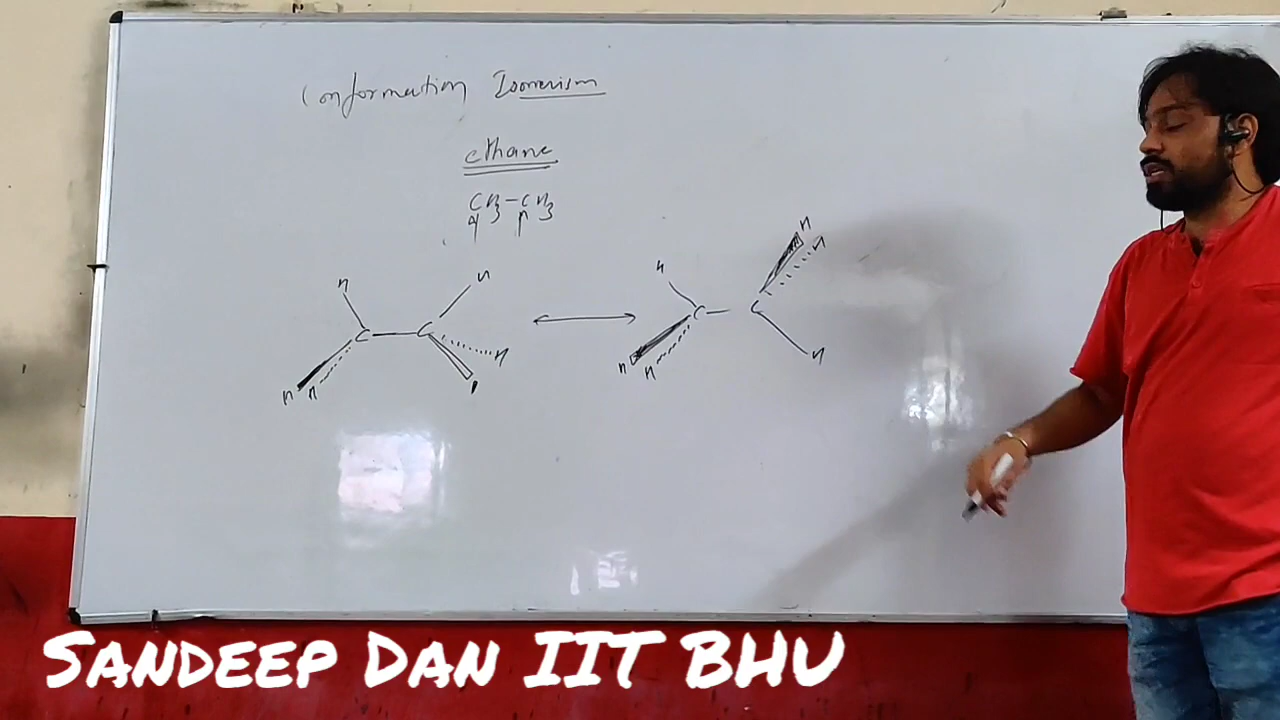 Conformation Isomerism
ethane
CH3-CH3
H H H H
C C C C
H H H H H H H
SANDEEP DAN IIT BHU